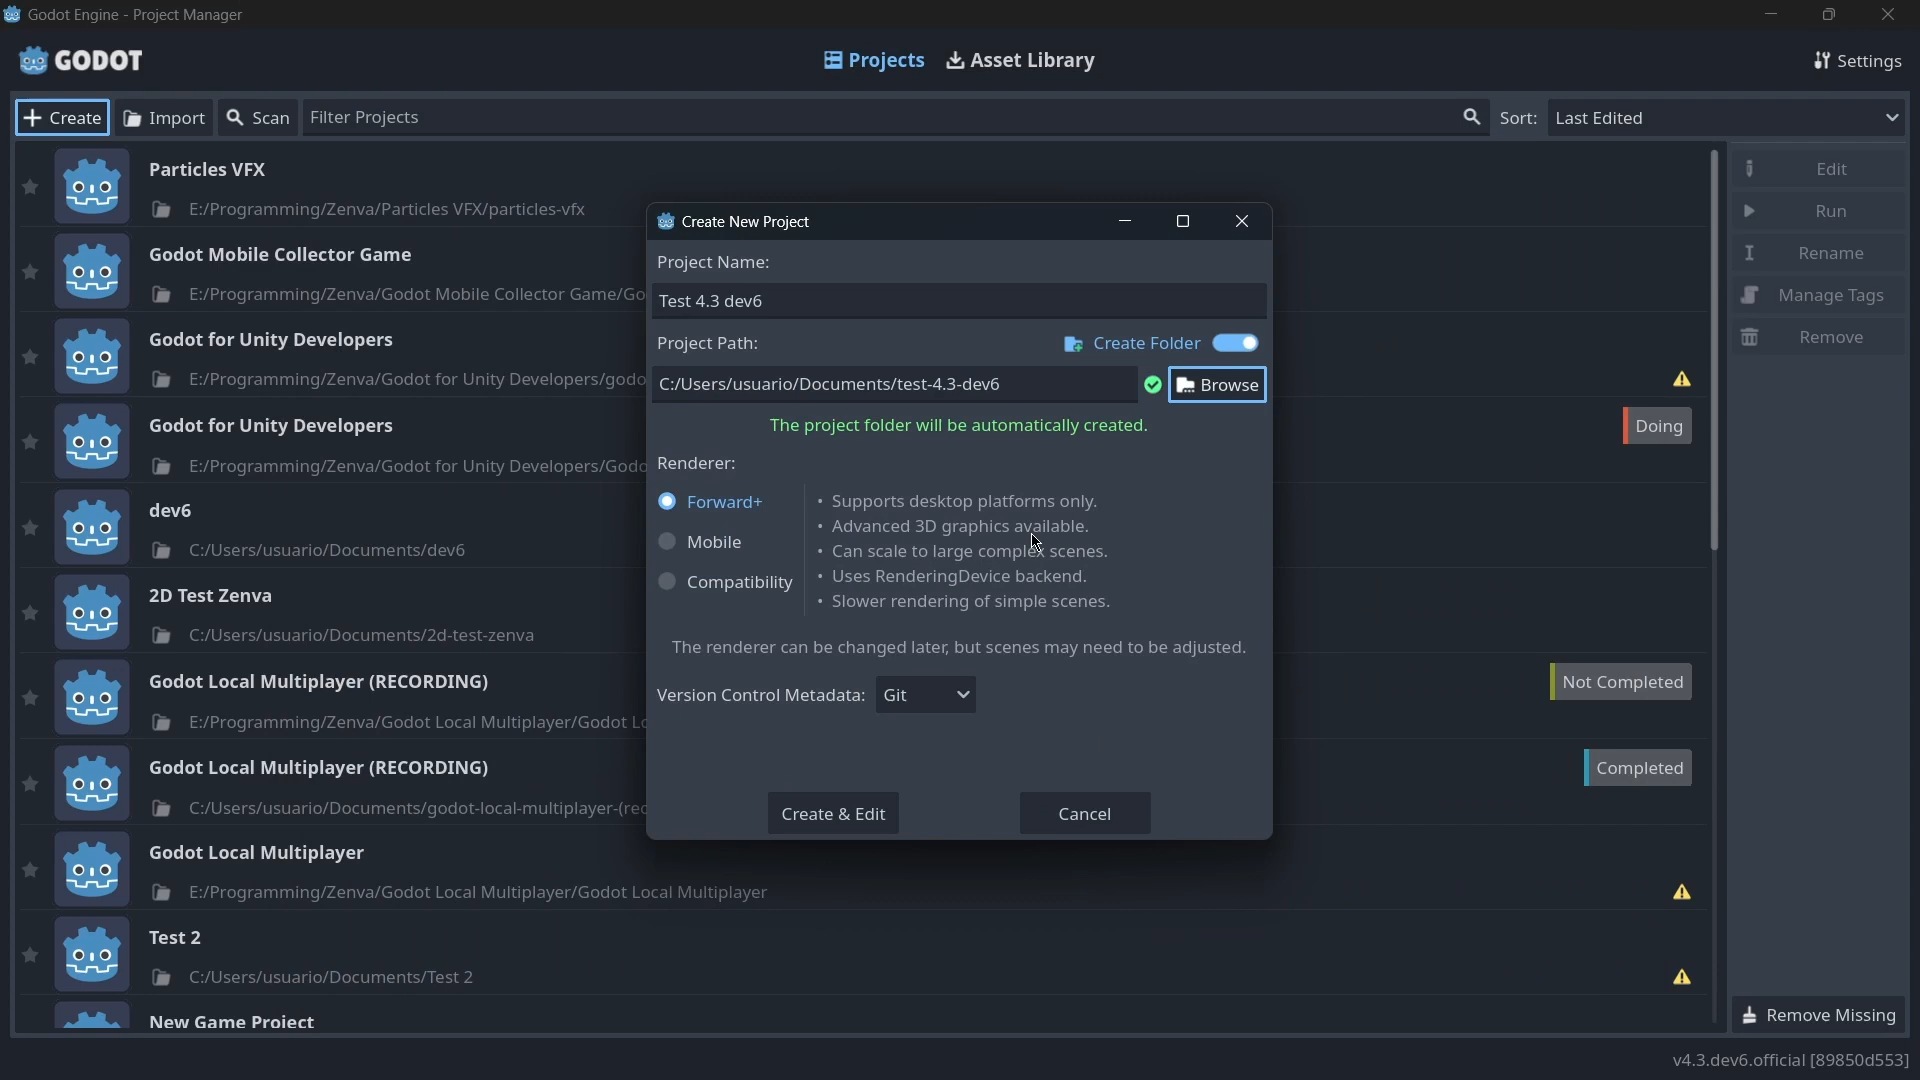 Godot Engine - Project Manager
GODOT
Projects
Asset Library
Settings
Create
Import
Scan
Filter Projects
Sort:
Last Edited
Particles VFX
E:/Programming/Zenva/Particles VFX/particles-vfx
Godot Mobile Collector Game
E:/Programming/Zenva/Godot Mobile Collector Game/Go
Godot for Unity Developers
E:/Programming/Zenva/Godot for Unity Developers/godo
Godot for Unity Developers
E:/Programming/Zenva/Godot for Unity Developers/Godo
Doing
dev6
C:/Users/usuario/Documents/dev6
2D Test Zenva
C:/Users/usuario/Documents/2d-test-zenva
Godot Local Multiplayer (RECORDING)
E:/Programming/Zenva/Godot Local Multiplayer/Godot Lo
Not Completed
Godot Local Multiplayer (RECORDING)
C:/Users/usuario/Documents/godot-local-multiplayer-(rec
Completed
Godot Local Multiplayer
E:/Programming/Zenva/Godot Local Multiplayer/Godot Local Multiplayer
Test 2
C:/Users/usuario/Documents/Test 2
New Game Project
Create New Project
Project Name:
Test 4.3 dev6
Project Path:
Create Folder
C:/Users/usuario/Documents/test-4.3-dev6
Browse
The project folder will be automatically created.
Renderer:
Forward+
Mobile
Compatibility
• Supports desktop platforms only.
• Advanced 3D graphics available.
• Can scale to large complex scenes.
• Uses RenderingDevice backend.
• Slower rendering of simple scenes.
The renderer can be changed later, but scenes may need to be adjusted.
Version Control Metadata:
Git
Create & Edit
Cancel
Edit
Run
Rename
Manage Tags
Remove
Remove Missing
v4.3.dev6.official [89850d553]